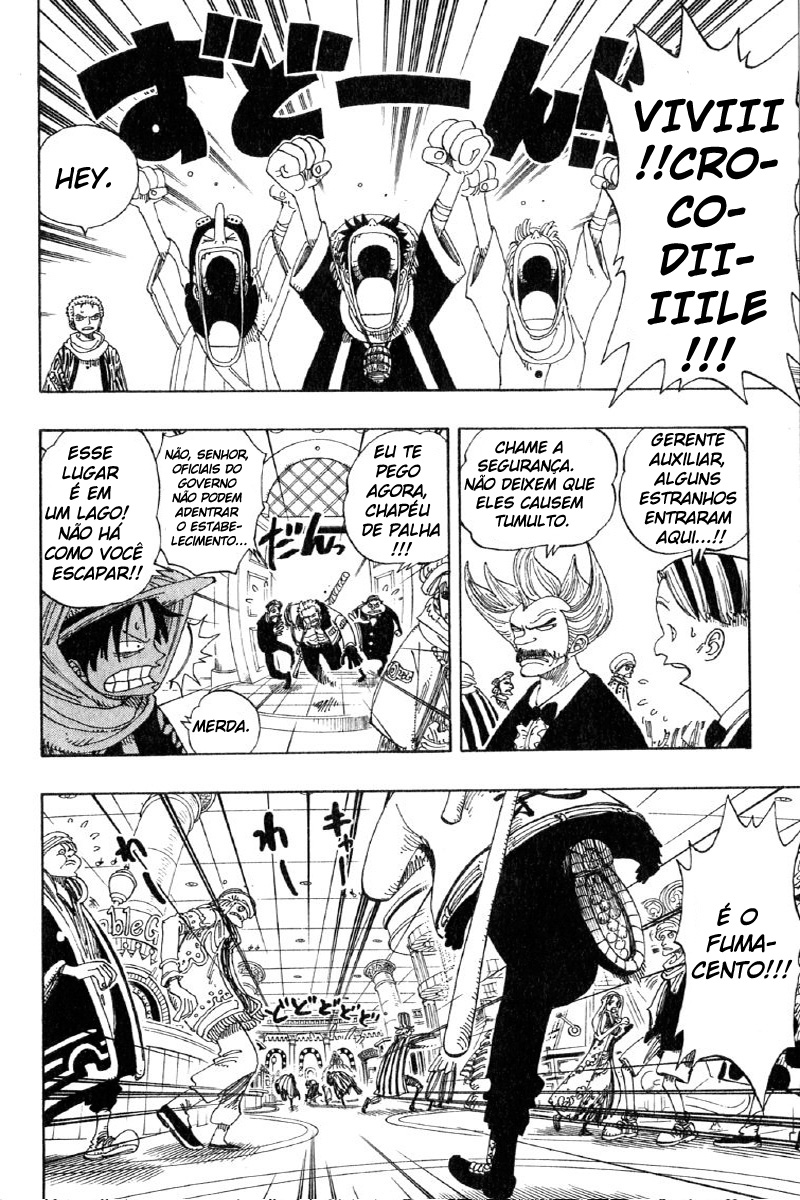 VIVIII
!!CRO-
CO-
DII-
IIILE
!!!
ずどーん!!
HEY.
GERENTE
AUXILIAR,
ALGUNS
ESTRANHOS
ENTRARAM
AQUI...!!
CHAME A
SEGURANÇA.
NÃO DEIXEM QUE
ELES CAUSEM
TUMULTO.
EU TE
PEGO
AGORA,
CHAPÉU
DE PALHA
!!!
NÃO, SENHOR,
OFICIAIS DO
GOVERNO
NÃO PODEM
ADENTRAR
O ESTABE-
LECIMENTO...
だんっ
ESSE
LUGAR
É EM
UM LAGO!
NÃO HÁ
COMO VOCÊ
ESCAPAR!!
MERDA.
É O
FUMA-
CENTO!!!
キャー
わー
わー
どどどどど